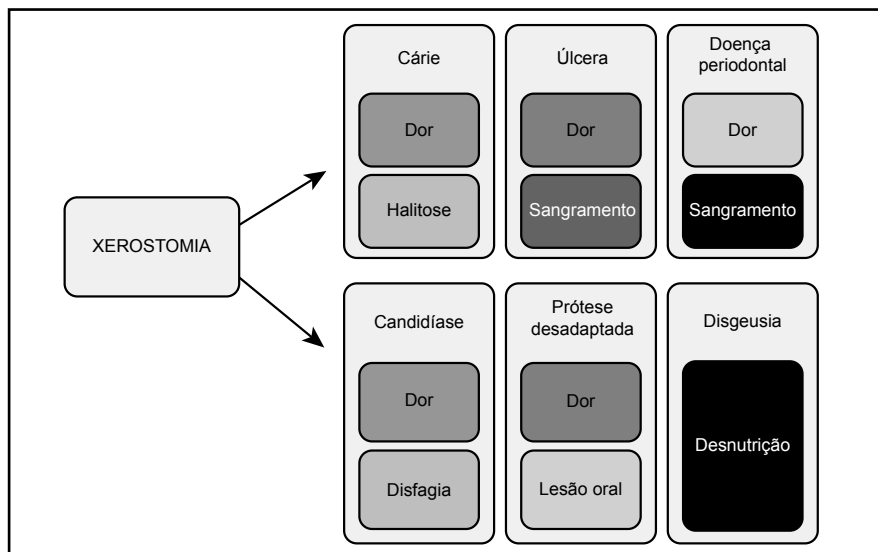 XEROSTOMIA
Cárie
Dor
Halitose
Úlcera
Dor
Sangramento
Doença
periodontal
Dor
Sangramento
Candidíase
Dor
Disfagia
Prótese
desadaptada
Dor
Lesão oral
Disgeusia
Desnutrição